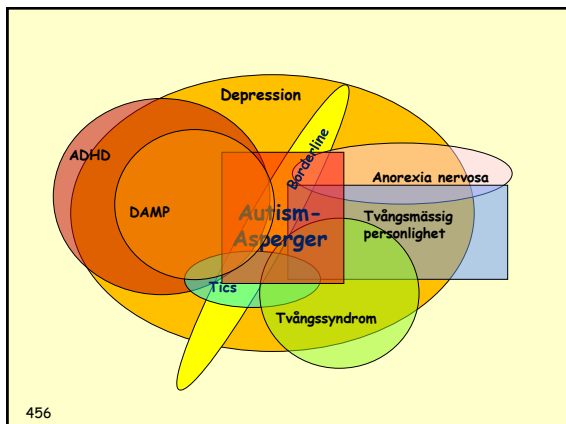 Depression
ADHD
Borderline
Anorexia nervosa
DAMP
Autism-
Asperger
Tvångsmässig
personlighet
Tics
Tvångssyndrom
456